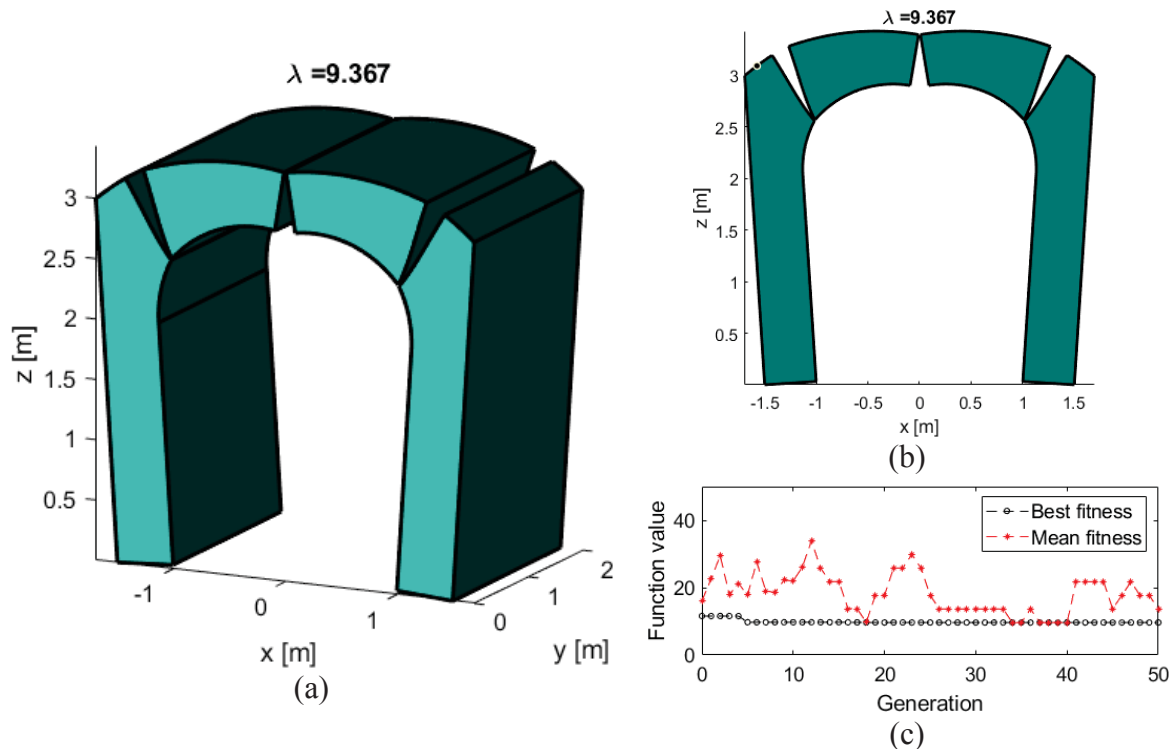 λ =9.367
3
2.5
2
1.5
1
0.5
z [m]
-1
0
1
x [m]
0
1
2
y [m]
(a)
λ =9.367
3
2.5
2
1.5
1
0.5
z [m]
-1.5 -1 -0.5 0 0.5 1 1.5
x [m]
(b)
40
20
0
Function value
Best fitness
Mean fitness
0 10 20 30 40 50
Generation
(c)